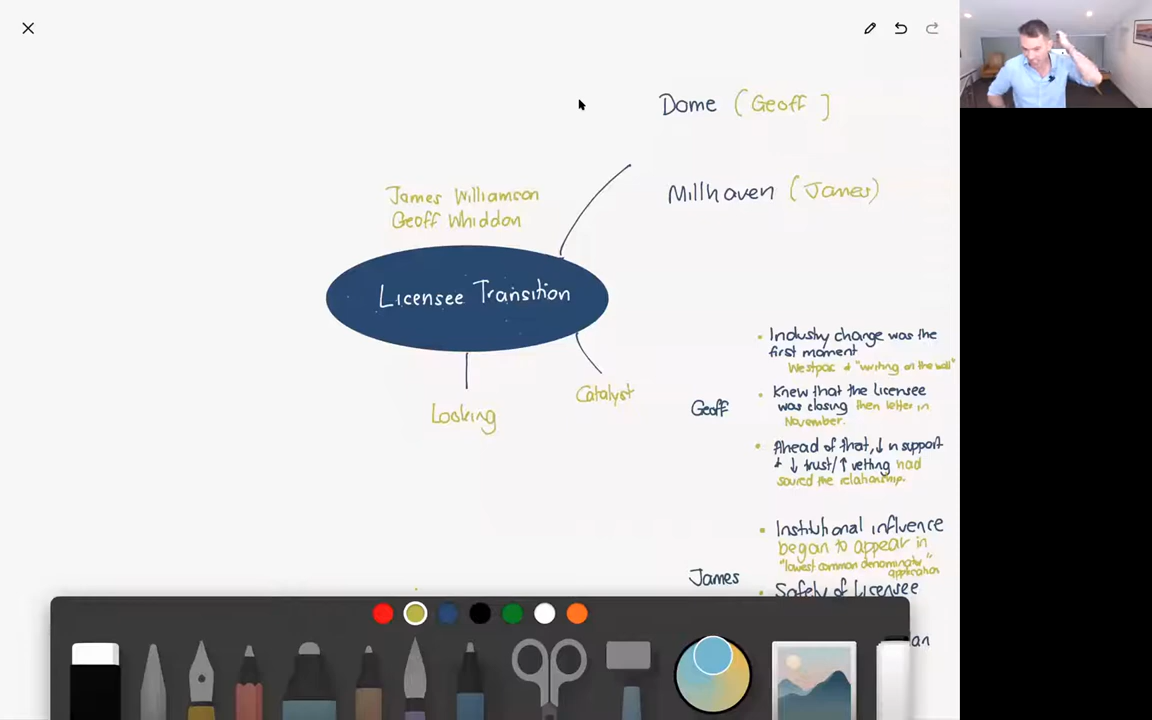 Dome (Geoff]
Millhaven (James)
James Williamson
Geoff Whiddon
Licensee Transition
Catalyst
Looking
Geoff
• Industry change was the
first moment
Westpac + "writing on the wall"
• Knew that the licensee
was closing then letter in
November.
• Ahead of that, ↓ in support
+ ↓ trust/↑ vetting had
soured the relationship.
James
• Institutional influence
began to appear in
"lowest common denominator"
application
• Safety of Licensee
an